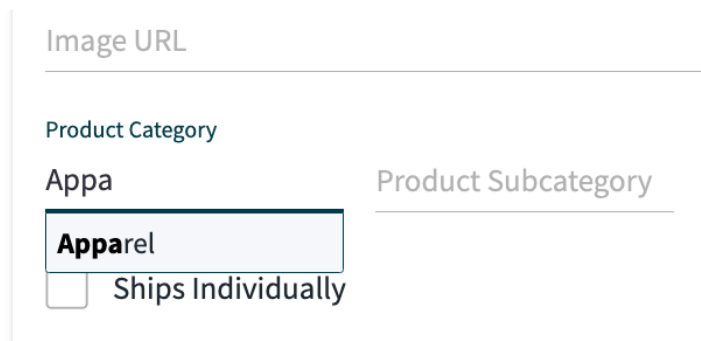 Image URL
Product Category
Appa
Product Subcategory
Apparel
Ships Individually